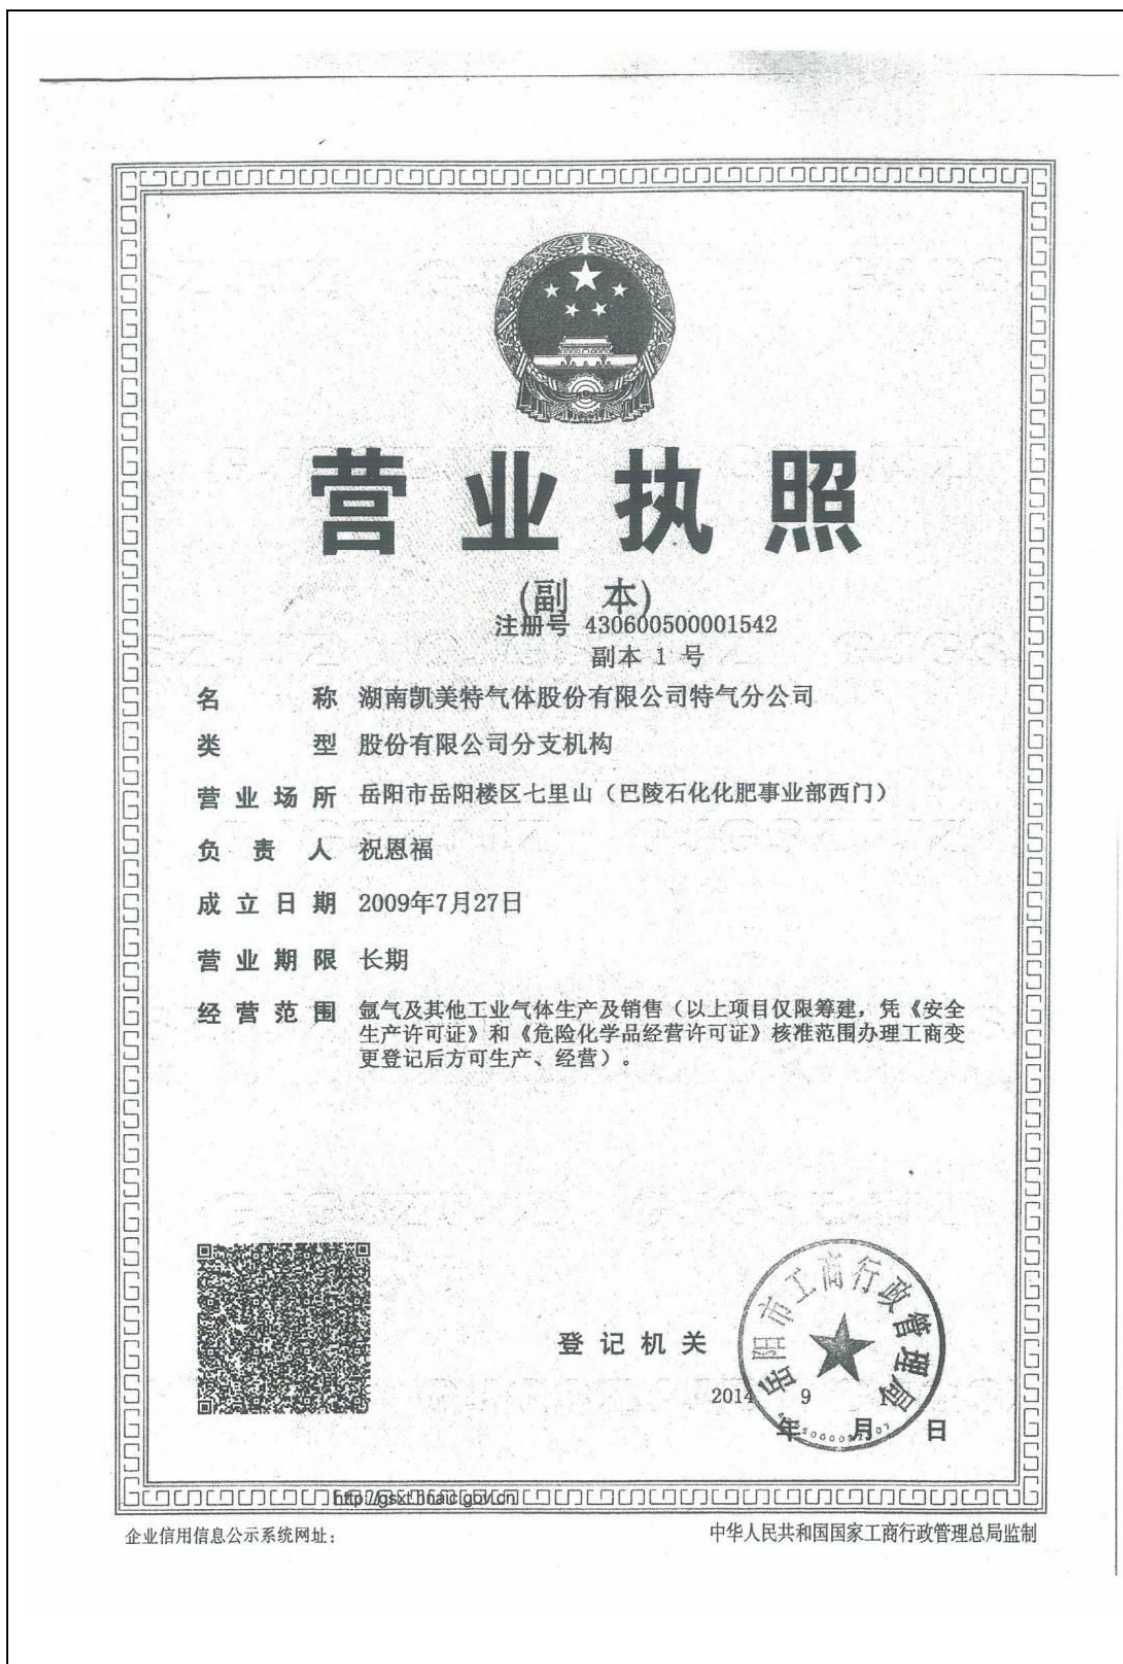 营业执照
(副 本)
注册号 430600500001542
副本 1 号
名 称 湖南凯美特气体股份有限公司特气分公司
类 型 股份有限公司分支机构
营业场所 岳阳市岳阳楼区七里山（巴陵石化化肥事业部西门）
负责人 祝恩福
成立日期 2009年7月27日
营业期限 长期
经营范围 氩气及其他工业气体生产及销售（以上项目仅限筹建，凭《安全
生产许可证》和《危险化学品经营许可证》核准范围办理工商变
更登记后方可生产、经营）。
岳阳市工商行政管理局
登记机关
2014 9
年 月 日
http://gsxt.hnaic.gov.cn
企业信用信息公示系统网址：
中华人民共和国国家工商行政管理总局监制